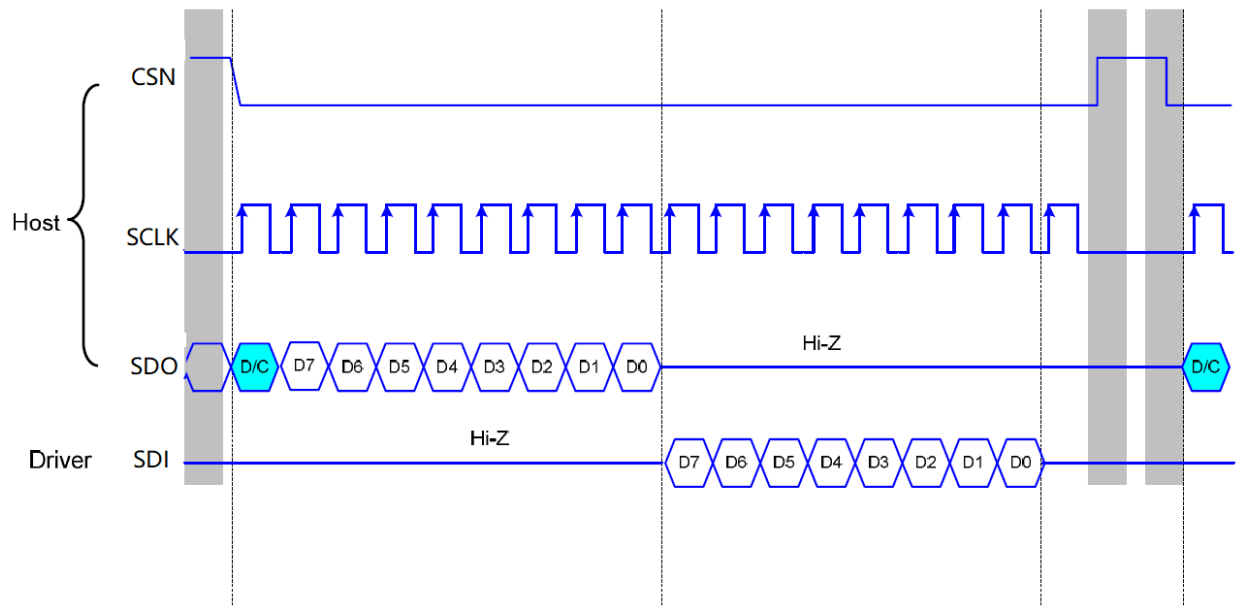 CSN
Host
SCLK
SDO D/C D7 D6 D5 D4 D3 D2 D1 D0 Hi-Z D/C
Driver SDI Hi-Z D7 D6 D5 D4 D3 D2 D1 D0